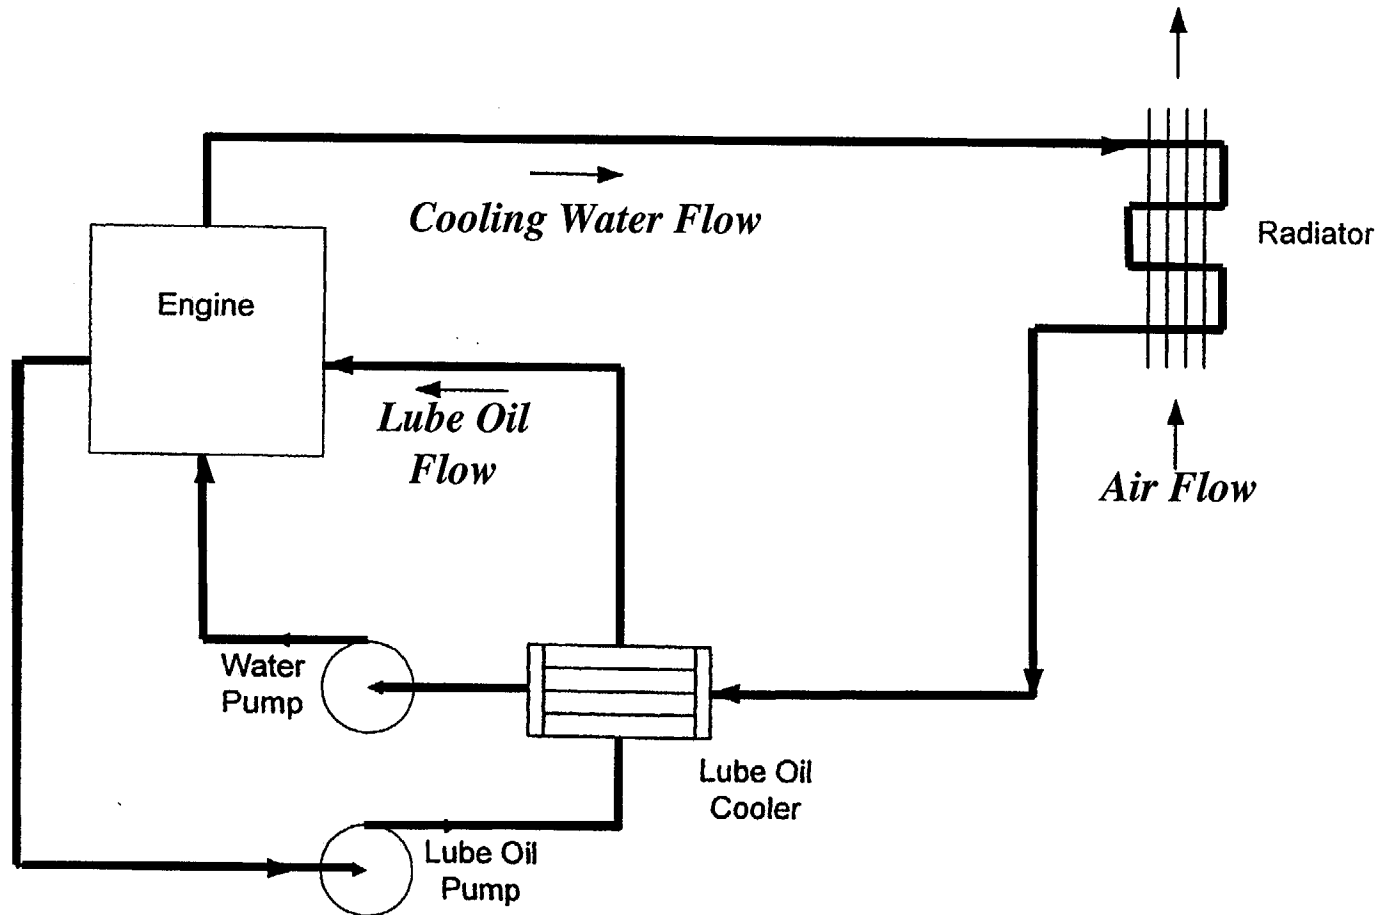 Cooling Water Flow
Radiator
Engine
Lube Oil
Flow
Air Flow
Water
Pump
Lube Oil
Cooler
Lube Oil
Pump